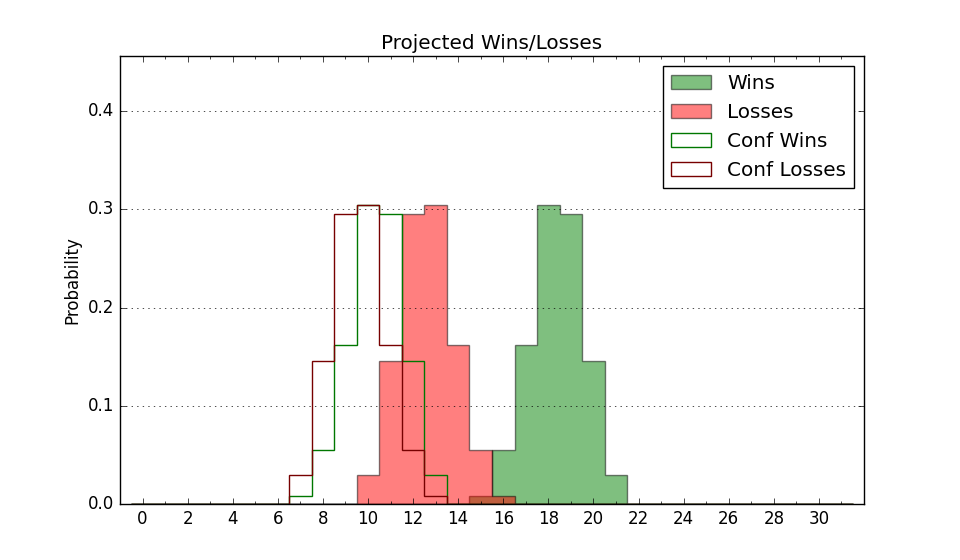 Projected Wins/Losses
Wins
Losses
Conf Wins
Conf Losses
Probability
0.4
0.3
0.2
0.1
0.0
0 2 4 6 8 10 12 14 16 18 20 22 24 26 28 30